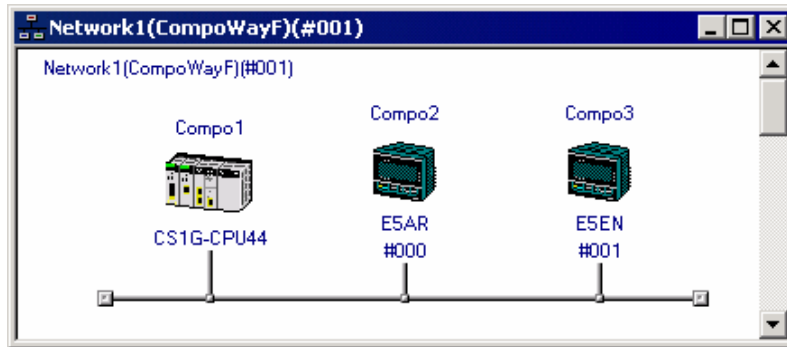 Network1(CompoWayF)(#001)
Network1(CompoWayF)(#001)
Compo1
Compo2
Compo3
CS1G-CPU44
E5AR
#000
E5EN
#001